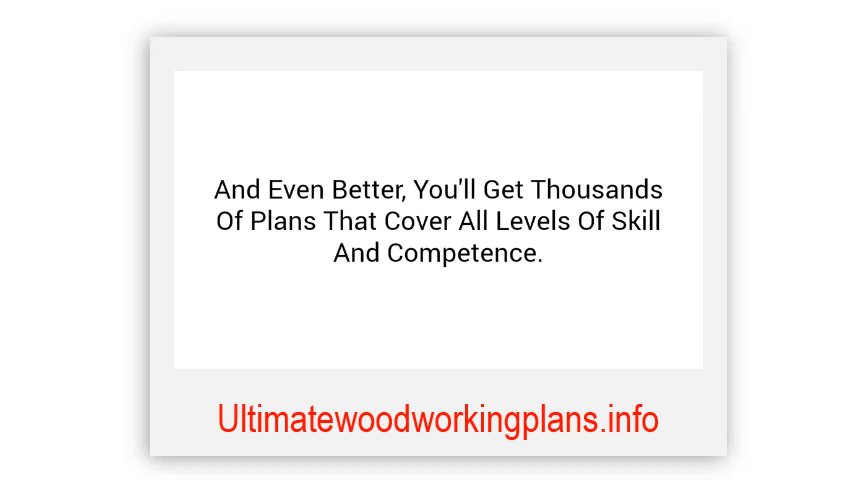 And Even Better, You'll Get Thousands
Of Plans That Cover All Levels Of Skill
And Competence.
Ultimatewoodworkingplans.info